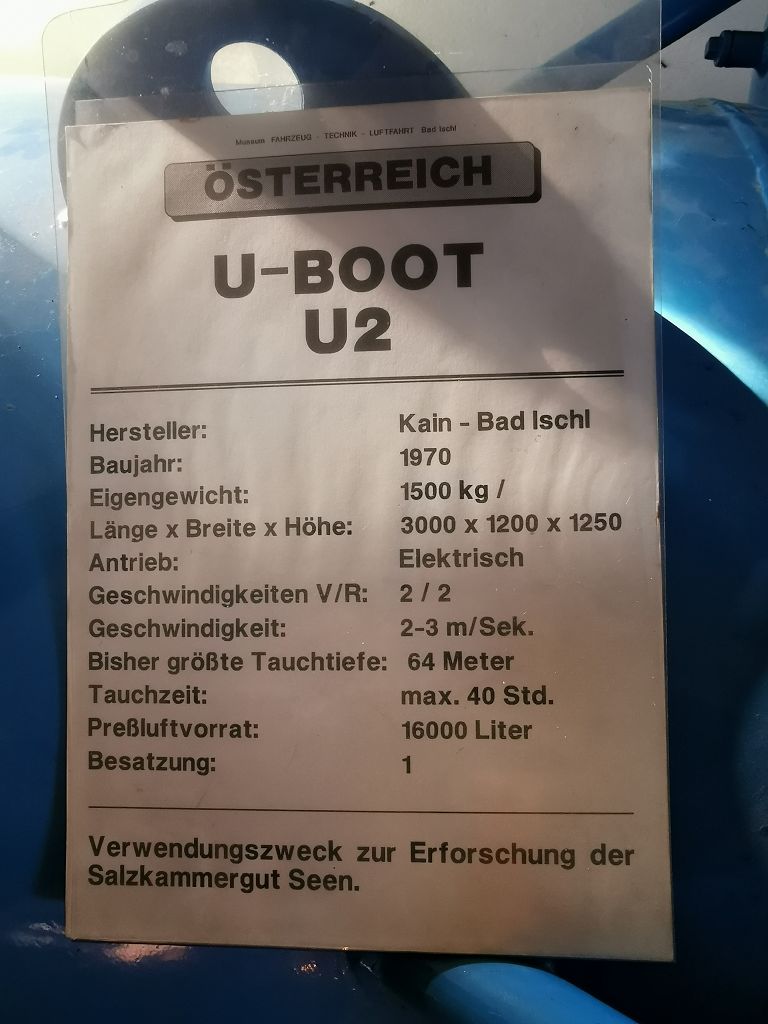 Museum FAHRZEUG - TECHNIK - LUFTFAHRT Bad Ischl
ÖSTERREICH
U-BOOT
U2
Hersteller: Kain - Bad Ischl
Baujahr: 1970
Eigengewicht: 1500 kg /
Länge x Breite x Höhe: 3000 x 1200 x 1250
Antrieb: Elektrisch
Geschwindigkeiten V/R: 2 / 2
Geschwindigkeit: 2-3 m/Sek.
Bisher größte Tauchtiefe: 64 Meter
Tauchzeit: max. 40 Std.
Preßluftvorrat: 16000 Liter
Besatzung: 1
Verwendungszweck zur Erforschung der
Salzkammergut Seen.